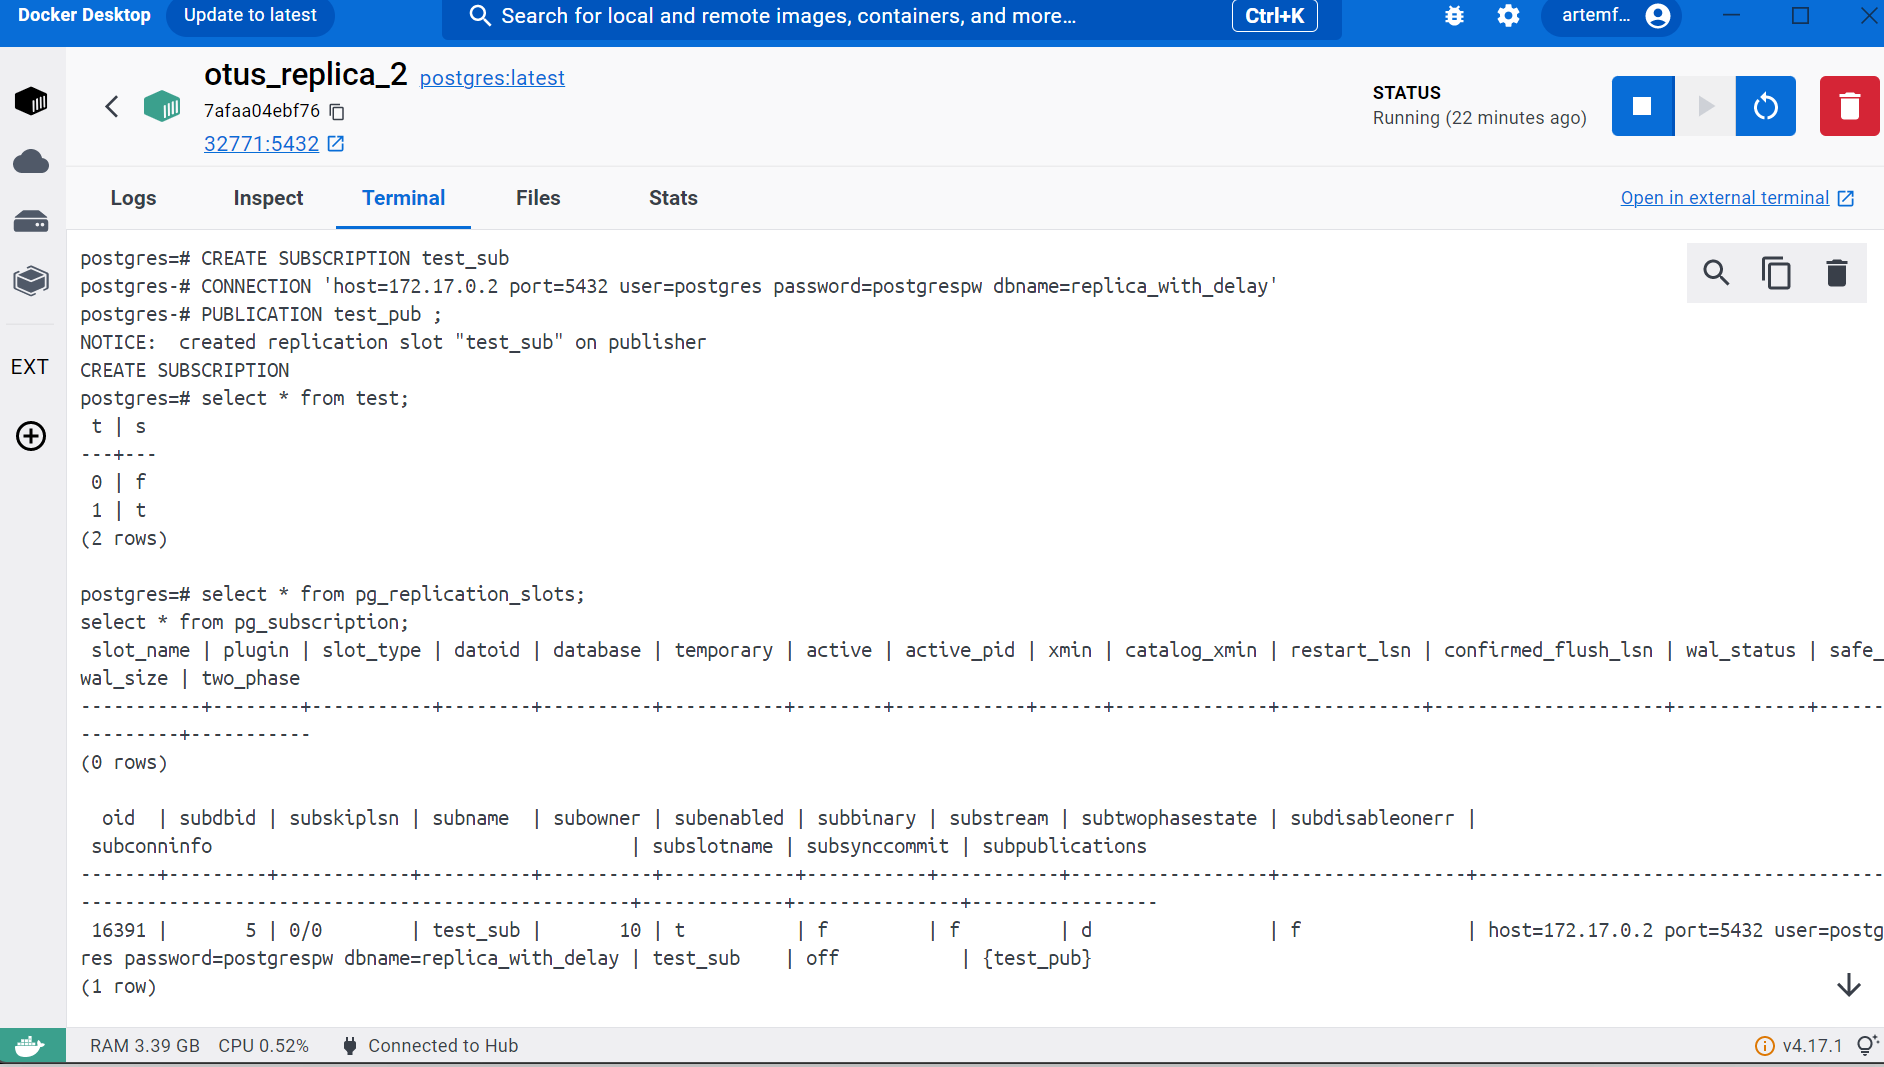 Docker Desktop Update to latest Search for local and remote images, containers, and more... Ctrl+K artemf...
otus_replica_2 postgres:latest
7afaa04ebf76
32771:5432
STATUS
Running (22 minutes ago)
Logs Inspect Terminal Files Stats Open in external terminal
EXT
postgres=# CREATE SUBSCRIPTION test_sub
postgres-# CONNECTION 'host=172.17.0.2 port=5432 user=postgres password=postgrespw dbname=replica_with_delay'
postgres-# PUBLICATION test_pub ;
NOTICE:  created replication slot "test_sub" on publisher
CREATE SUBSCRIPTION
postgres=# select * from test;
 t | s
---+---
 0 | f
 1 | t
(2 rows)
postgres=# select * from pg_replication_slots;
select * from pg_subscription;
 slot_name | plugin | slot_type | datoid | database | temporary | active | active_pid | xmin | catalog_xmin | restart_lsn | confirmed_flush_lsn | wal_status | safe_
wal_size | two_phase
-----------+--------+-----------+--------+----------+-----------+--------+------------+------+--------------+-------------+---------------------+------------+------
---------+-----------
(0 rows)
  oid  | subdbid | subskiplsn | subname  | subowner | subenabled | subbinary | substream | subtwophasestate | subdisableonerr |
 subconninfo                                      | subslotname | subsynccommit | subpublications
-------+---------+------------+----------+----------+------------+-----------+-----------+------------------+-----------------+-------------------------------------
--------------------------------------------------+-------------+---------------+-----------------
 16391 |       5 | 0/0        | test_sub |       10 | t          | f         | f         | d                | f               | host=172.17.0.2 port=5432 user=postg
res password=postgrespw dbname=replica_with_delay | test_sub    | off           | {test_pub}
(1 row)
RAM 3.39 GB CPU 0.52% Connected to Hub v4.17.1